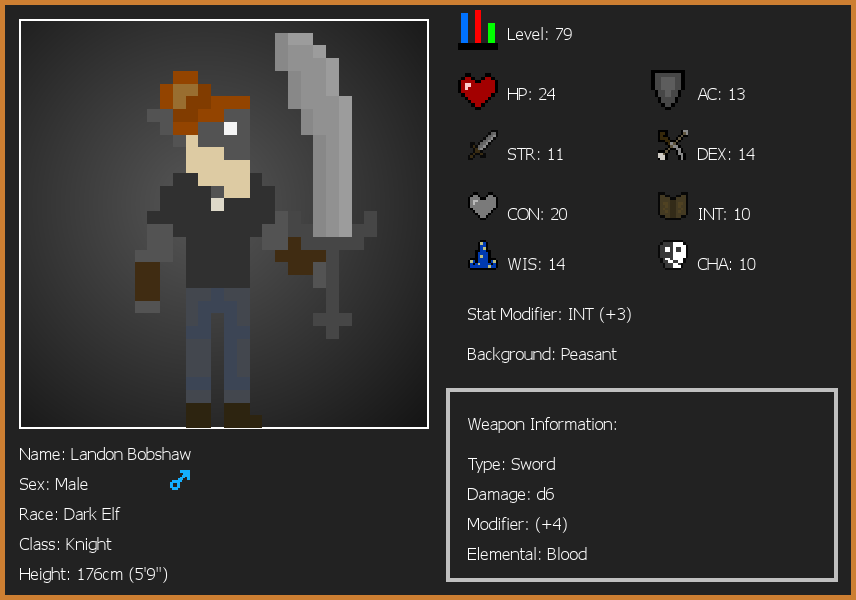 Level: 79
HP: 24
AC: 13
STR: 11
DEX: 14
CON: 20
INT: 10
WIS: 14
CHA: 10
Stat Modifier: INT (+3)
Background: Peasant
Weapon Information:
Type: Sword
Damage: d6
Modifier: (+4)
Elemental: Blood
Name: Landon Bobshaw
Sex: Male
Race: Dark Elf
Class: Knight
Height: 176cm (5'9")